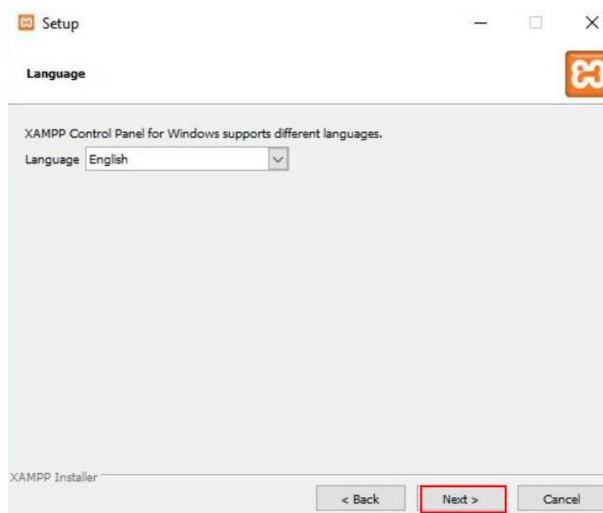 Setup
Language
XAMPP Control Panel for Windows supports different languages.
Language English
XAMPP Installer
< Back Next > Cancel